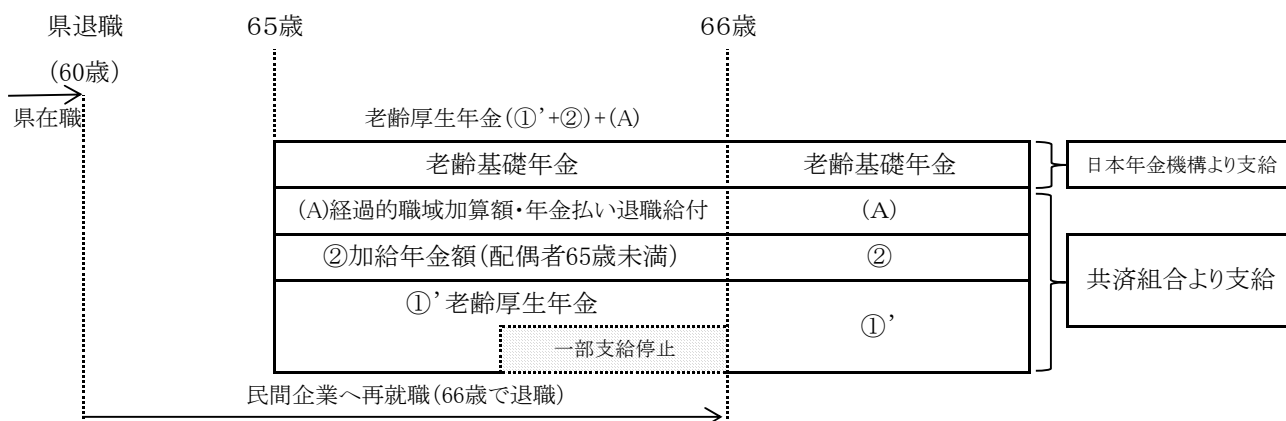 県退職
(60歳)
65歳
66歳
県在職
老齢厚生年金(①’+②)+(A)
老齢基礎年金
老齢基礎年金
日本年金機構より支給
(A)経過的職域加算額・年金払い退職給付
(A)
②加給年金額(配偶者65歳未満)
②
共済組合より支給
①’老齢厚生年金
①’
一部支給停止
民間企業へ再就職(66歳で退職)